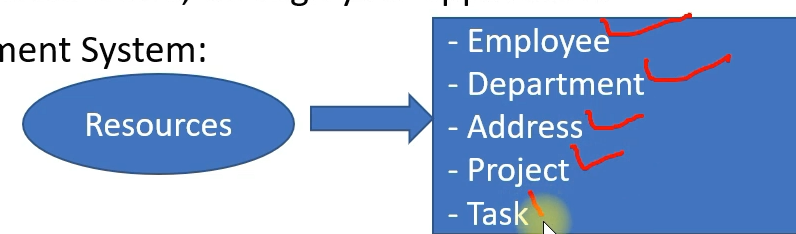 ment System:
Resources
- Employee
- Department
- Address
- Project
- Task